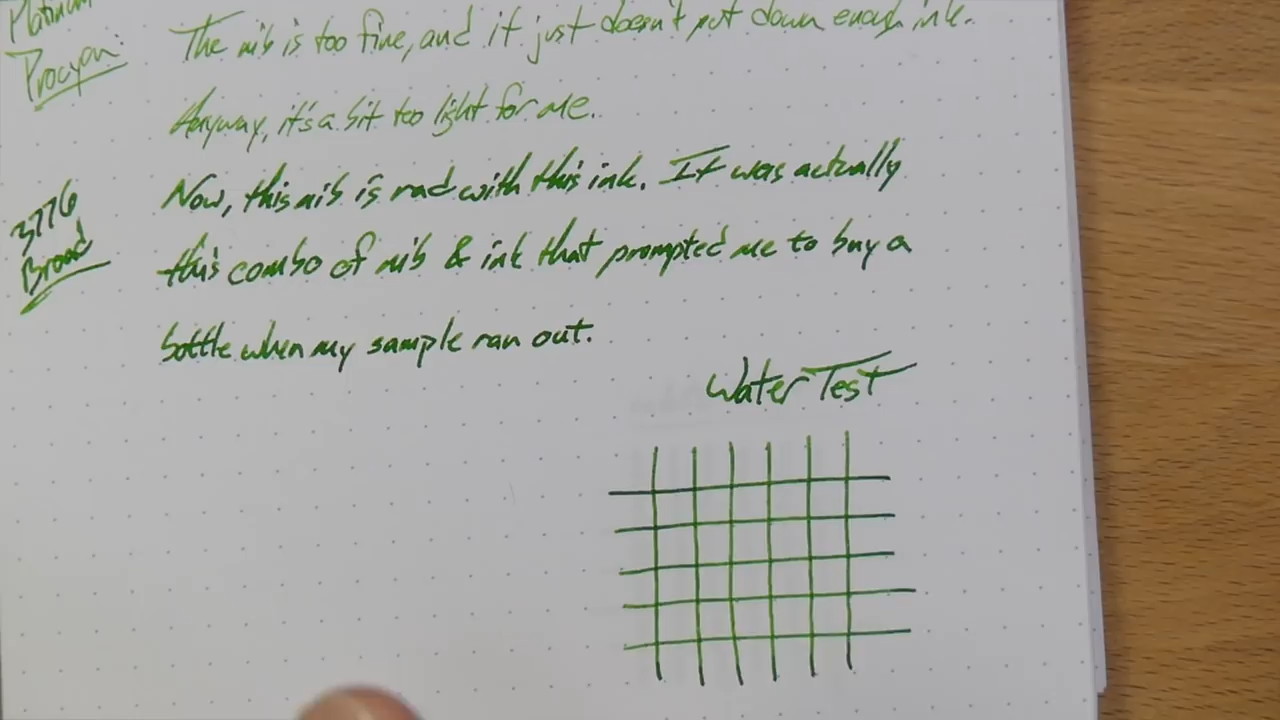 Platinum
Procyon:
The nib is too fine, and it just doesn't put down enough ink.
Anyway, it's a bit too light for me.
3776
Broad
Now, this nib is rad with this ink. It was actually
this combo of nib & ink that prompted me to buy a
bottle when my sample ran out.
Water Test